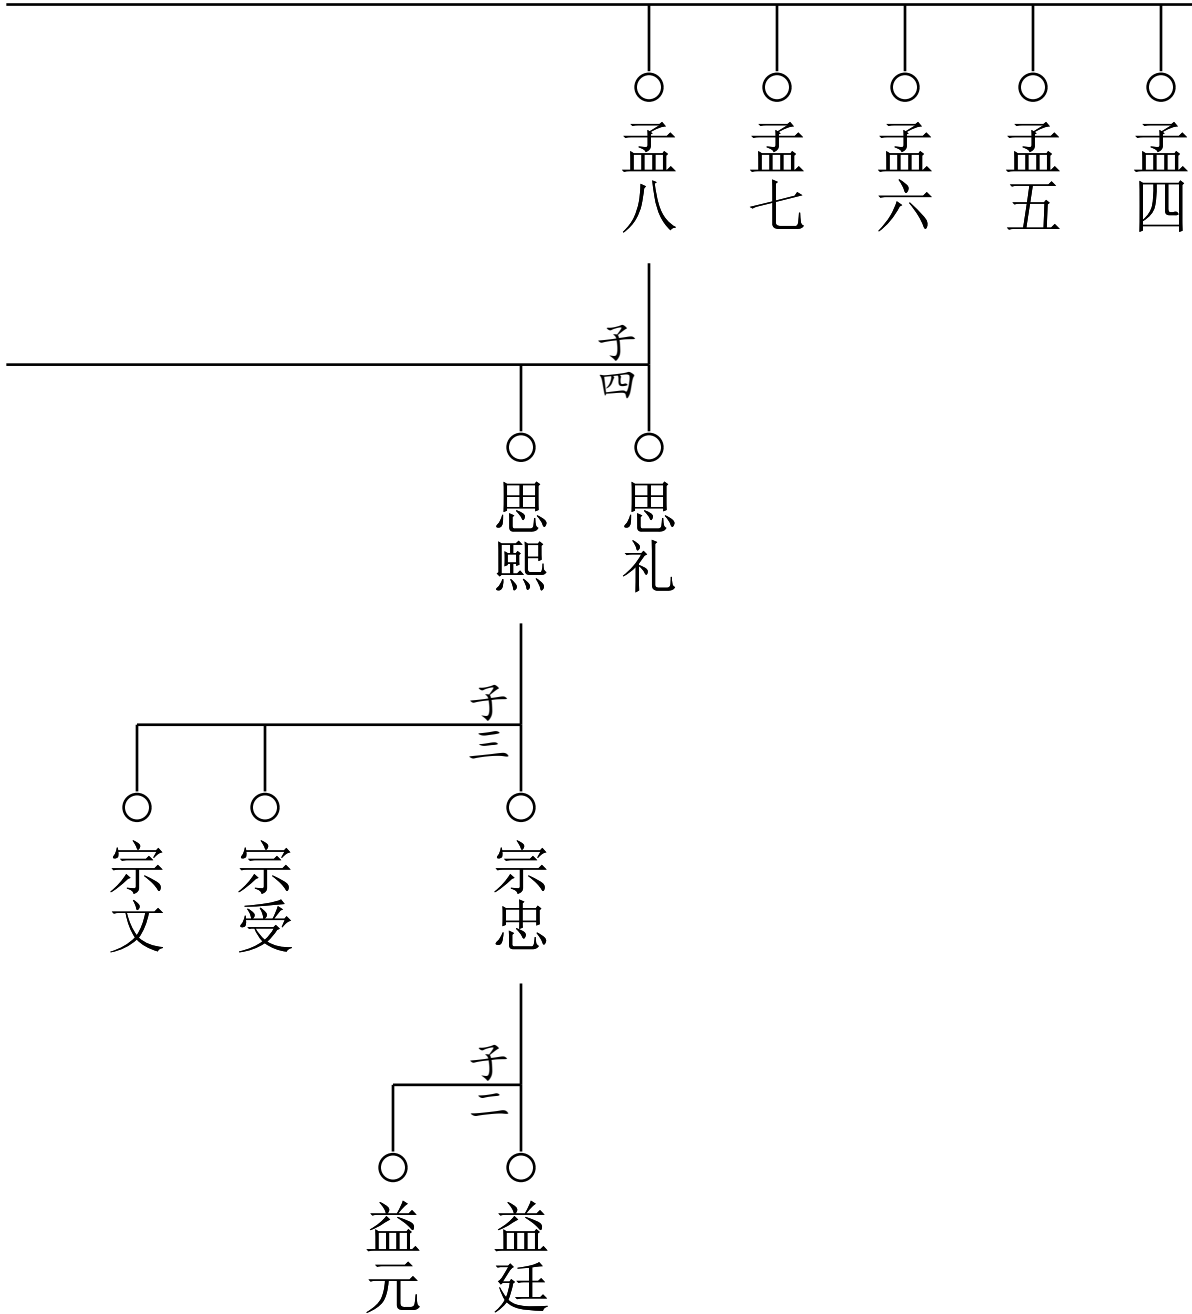 孟四
孟五
孟六
孟七
孟八
子四
思礼
思熙
子三
宗忠
宗受
宗文
子二
益廷
益元